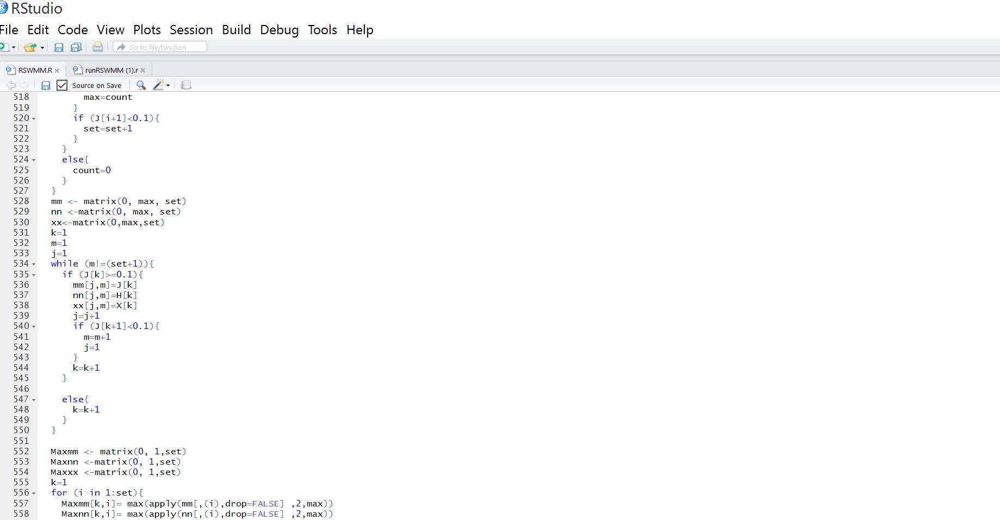 RStudio
File Edit Code View Plots Session Build Debug Tools Help
Go to file/function
RSWMM.R runRSWMM (1).r
Source on Save
518 max=count
519 }
520 if (J[i+1]<0.1){
521 set=set+1
522 }
523 }
524 else{
525 count=0
526 }
527 }
528 mm <- matrix(0, max, set)
529 nn <-matrix(0, max, set)
530 xx<-matrix(0,max,set)
531 k=1
532 m=1
533 j=1
534 while (m!=(set+1)){
535 if (J[k]>=0.1){
536 mm[j,m]=J[k]
537 nn[j,m]=H[k]
538 xx[j,m]=X[k]
539 j=j+1
540 if (J[k+1]<0.1){
541 m=m+1
542 j=1
543 }
544 k=k+1
545 }
546
547 else{
548 k=k+1
549 }
550 }
551
552 Maxmm <- matrix(0, 1,set)
553 Maxnn <-matrix(0, 1,set)
554 Maxxx <-matrix(0, 1,set)
555 k=1
556 for (i in 1:set){
557 Maxmm[k,i]= max(apply(mm[,(i),drop=FALSE] ,2,max))
558 Maxnn[k,i]= max(apply(nn[,(i),drop=FALSE] ,2,max))